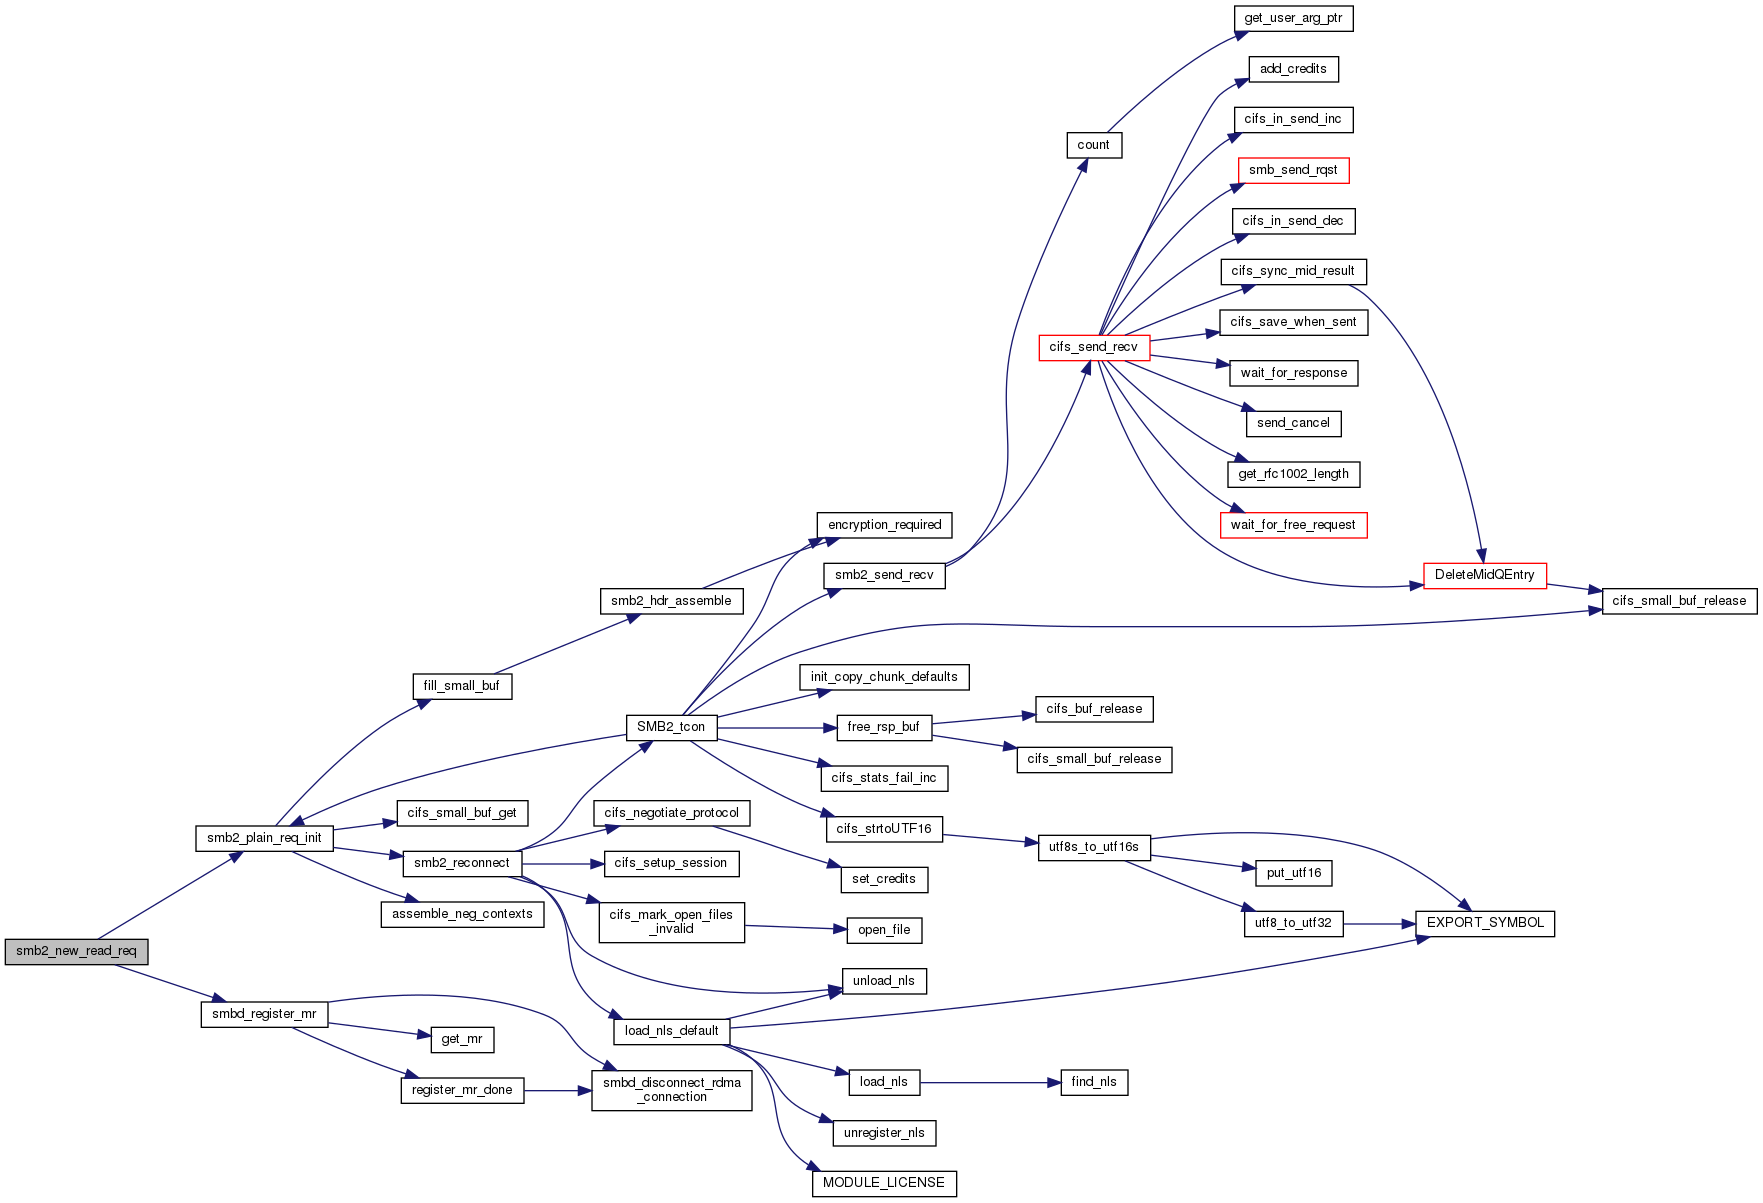 get_user_arg_ptr
add_credits
cifs_in_send_inc
count
smb_send_rqst
cifs_in_send_dec
cifs_sync_mid_result
cifs_save_when_sent
cifs_send_recv
wait_for_response
send_cancel
get_rfc1002_length
encryption_required
wait_for_free_request
smb2_send_recv
DeleteMidQEntry
smb2_hdr_assemble
cifs_small_buf_release
fill_small_buf
init_copy_chunk_defaults
cifs_buf_release
SMB2_tcon
free_rsp_buf
cifs_small_buf_release
cifs_stats_fail_inc
cifs_small_buf_get
cifs_negotiate_protocol
cifs_strtoUTF16
smb2_plain_req_init
utf8s_to_utf16s
smb2_reconnect
cifs_setup_session
put_utf16
set_credits
assemble_neg_contexts
cifs_mark_open_files
_invalid
open_file
utf8_to_utf32
EXPORT_SYMBOL
smb2_new_read_req
unload_nls
smbd_register_mr
load_nls_default
get_mr
load_nls
find_nls
register_mr_done
smbd_disconnect_rdma
_connection
unregister_nls
MODULE_LICENSE